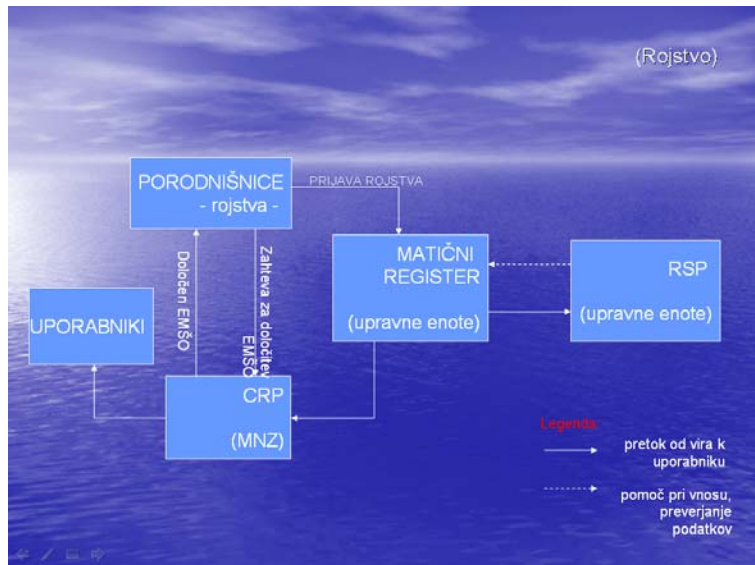 (Rojstvo)
PORODNIŠNICE
- rojstva -
PRIJAVA ROJSTVA
MATIČNI
REGISTER
(upravne enote)
RSP
(upravne enote)
Določen EMŠO
Zahteva za določitev
EMŠO
UPORABNIKI
CRP
(MNZ)
Legenda
pretok od vira k
uporabniku
pomoč pri vnosu,
preverjanje
podatkov